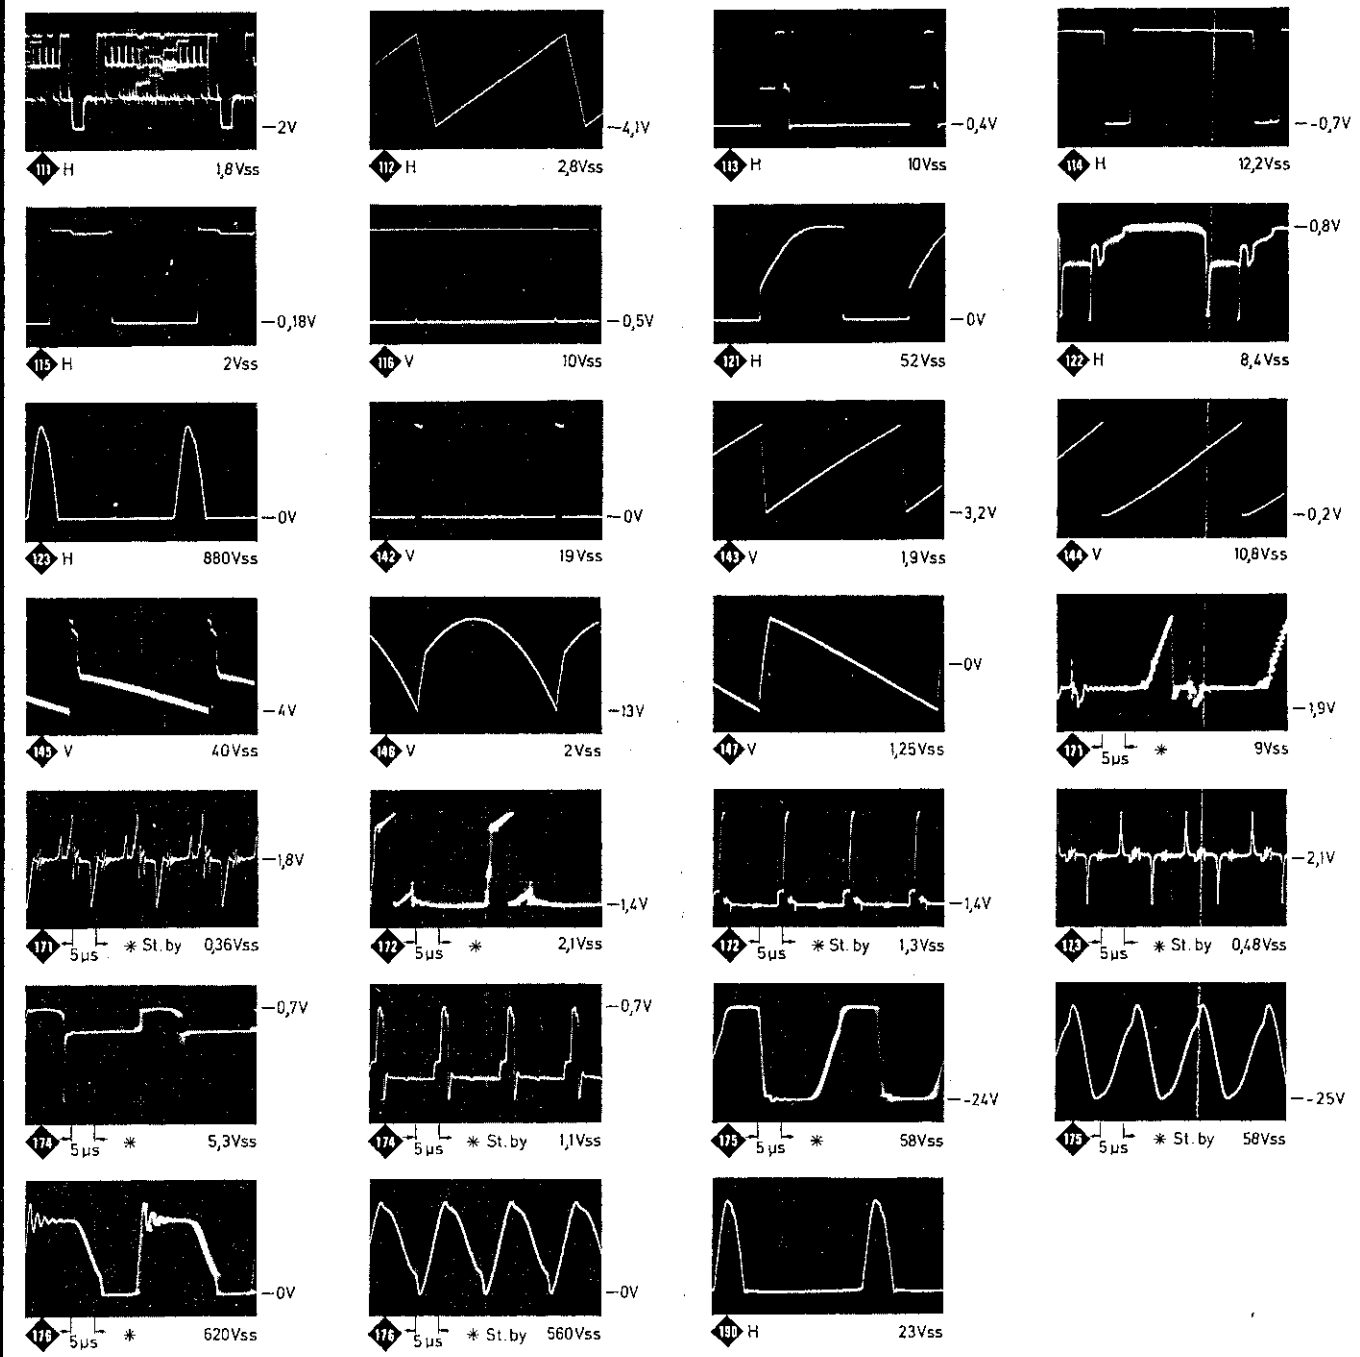 —2V
111 H 1,8Vss
—4,1V
112 H 2,8Vss
—0,4V
113 H 10Vss
—-0,7V
114 H 12,2Vss
—0,18V
115 H 2Vss
—0,5V
116 V 10Vss
—0V
121 H 52Vss
—0,8V
122 H 8,4Vss
—0V
123 H 880Vss
—0V
142 V 19Vss
—3,2V
143 V 1,9Vss
—0,2V
144 V 10,8Vss
—4V
145 V 40Vss
—13V
146 V 2Vss
—0V
147 V 1,25Vss
—1,9V
171 5µs * 9Vss
—1,8V
171 5µs * St.by 0,36Vss
—1,4V
172 5µs * 2,1Vss
—1,4V
172 5µs * St.by 1,3Vss
—2,1V
173 5µs * St.by 0,48Vss
—0,7V
174 5µs * 5,3Vss
—0,7V
174 5µs * St.by 1,1Vss
—-24V
175 5µs * 58Vss
—-25V
175 5µs * St.by 58Vss
—0V
176 5µs * 620Vss
—0V
176 5µs * St.by 560Vss
190 H 23Vss